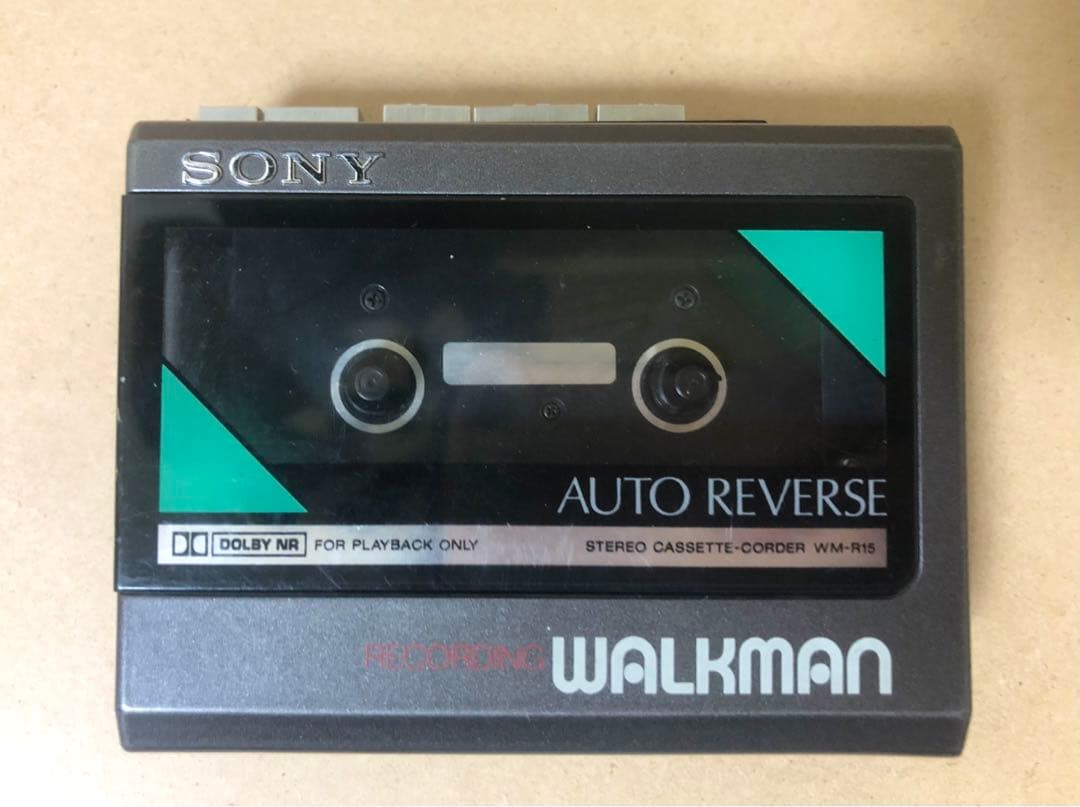 SONY
AUTO REVERSE
DOLBY NR FOR PLAYBACK ONLY STEREO CASSETTE-CORDER WM-R15
RECORDING WALKMAN